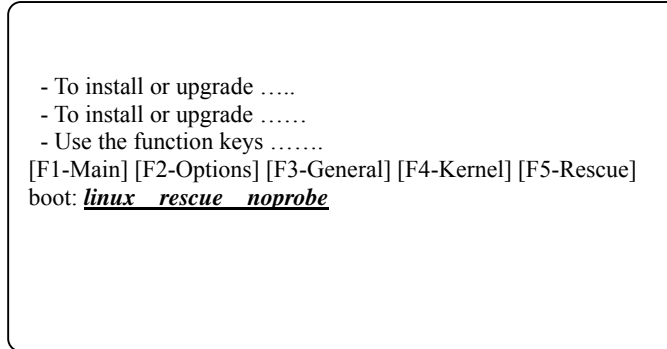 - To install or upgrade …..
- To install or upgrade ……
- Use the function keys …….
[F1-Main] [F2-Options] [F3-General] [F4-Kernel] [F5-Rescue]
boot: linux rescue noprobe